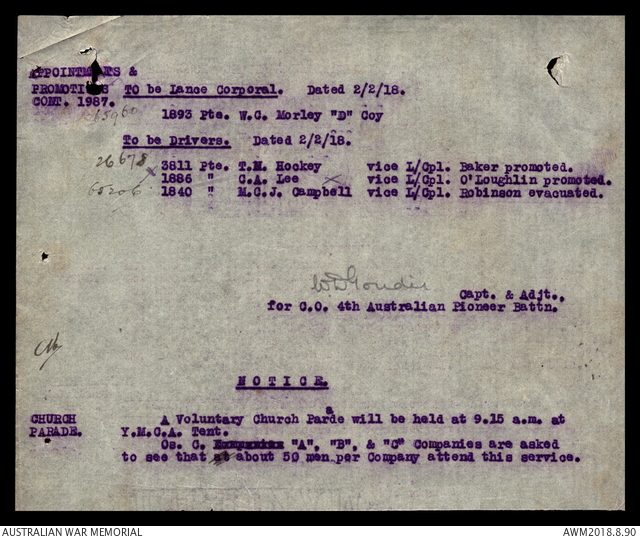 APPOINTMENTS &
PROMOTIONS To be Lance Corporal. Dated 2/2/18.
CONT. 1987.
1893 Pte. W.C. Morley "D" Coy
To be Drivers. Dated 2/2/18.
26678
3811 Pte. T.M. Hockey vice L/Cpl. Baker promoted.
1886 " C.A. Lee vice L/Cpl. O'Loughlin promoted.
1840 " M.C.J. Campbell vice L/Cpl. Robinson evacuated.
Capt. & Adjt.,
for C.O. 4th Australian Pioneer Battn.
NOTICE.
CHURCH A Voluntary Church Parade will be held at 9.15 a.m. at
PARADE. Y.M.C.A. Tent.
Os. C. "A", "B", & "C" Companies are asked
to see that about 50 men per Company attend this service.
AUSTRALIAN WAR MEMORIAL AWM2018.8.90